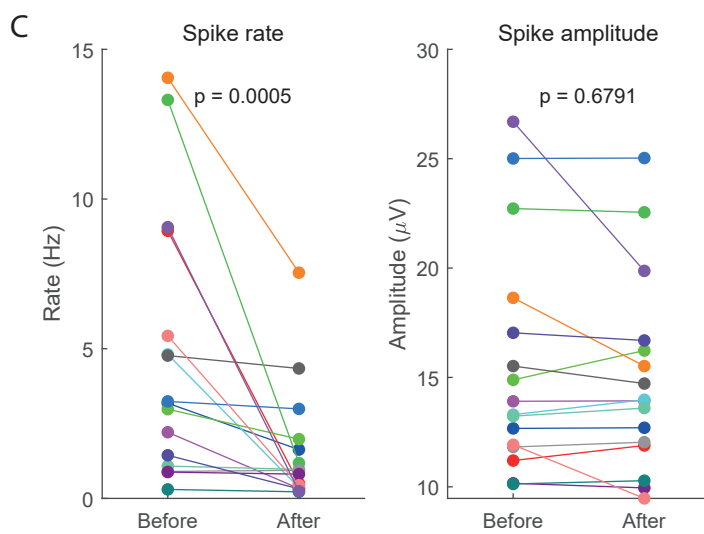 C
Spike rate
p = 0.0005
Rate (Hz)
15
10
5
0
Before
After
Spike amplitude
p = 0.6791
Amplitude (μV)
30
25
20
15
10
Before
After